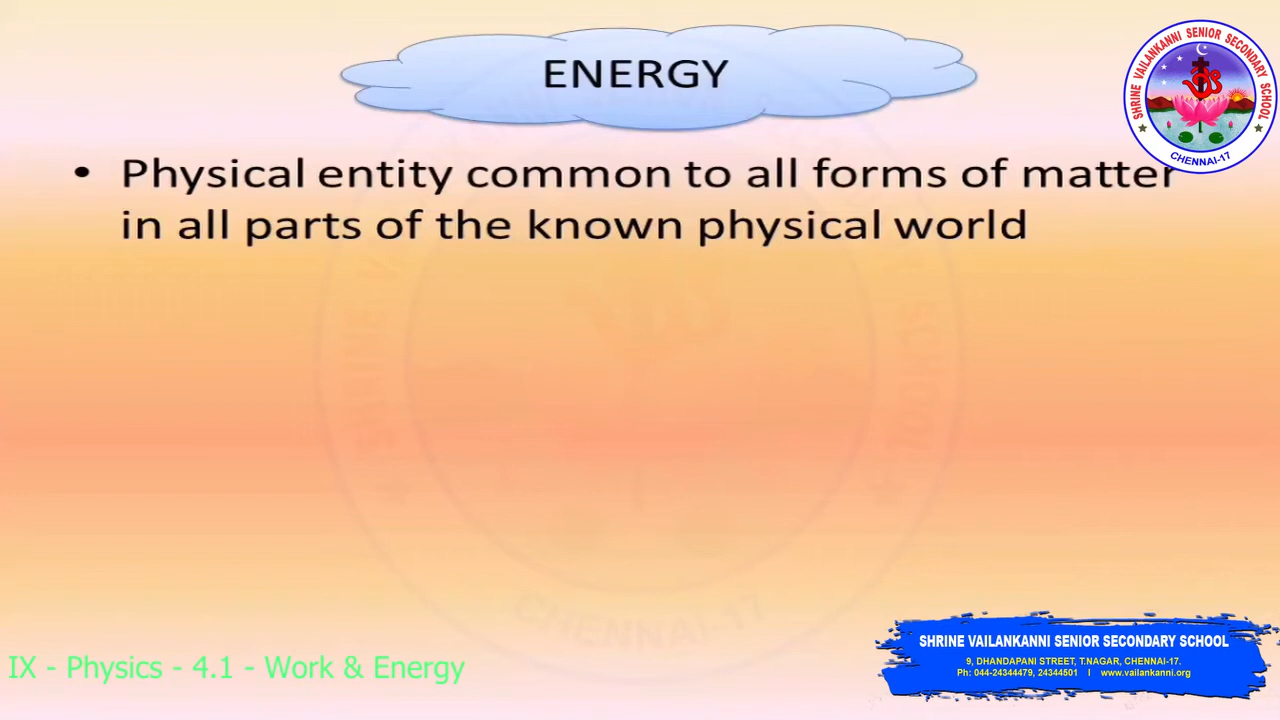 ENERGY
SHRINE VAILANKANNI SENIOR SECONDARY SCHOOL
CHENNAI-17
• Physical entity common to all forms of matter
in all parts of the known physical world
CHENNAI-17
IX - Physics - 4.1 - Work & Energy
SHRINE VAILANKANNI SENIOR SECONDARY SCHOOL
9, DHANDAPANI STREET, T.NAGAR, CHENNAI-17.
Ph: 044-24344479, 24344501 I www.vailankanni.org